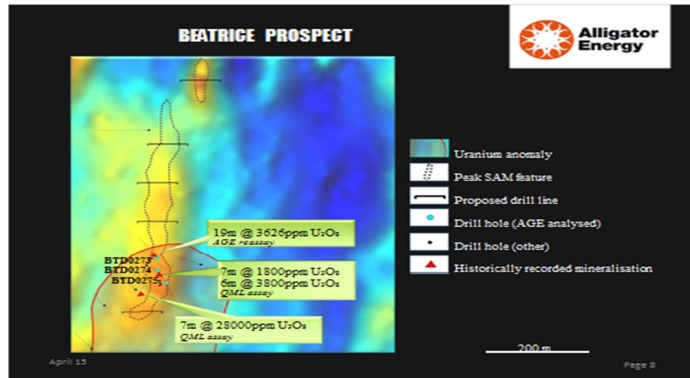 BEATRICE PROSPECT
Alligator
Energy
Uranium anomaly
Peak SAM feature
Proposed drill line
Drill hole (AGE analysed)
Drill hole (other)
Historically recorded mineralisation
19m @ 3626ppm U₃O₈
AGE reassay
BTD0273
BTD0274
BTD0275
7m @ 1800ppm U₃O₈
6m @ 3800ppm U₃O₈
QML assay
7m @ 28000ppm U₃O₈
QML assay
200 m
April 15
Page 8